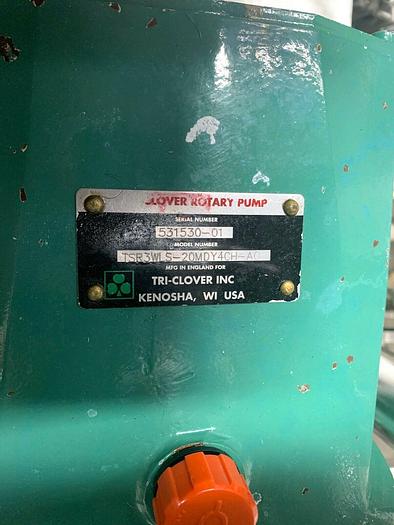 CLOVER ROTARY PUMP
SERIAL NUMBER
531530-01
MODEL NUMBER
TSR3WLS-20MDY4CH-AO
MFG IN ENGLAND FOR
TRI-CLOVER INC
KENOSHA, WI USA